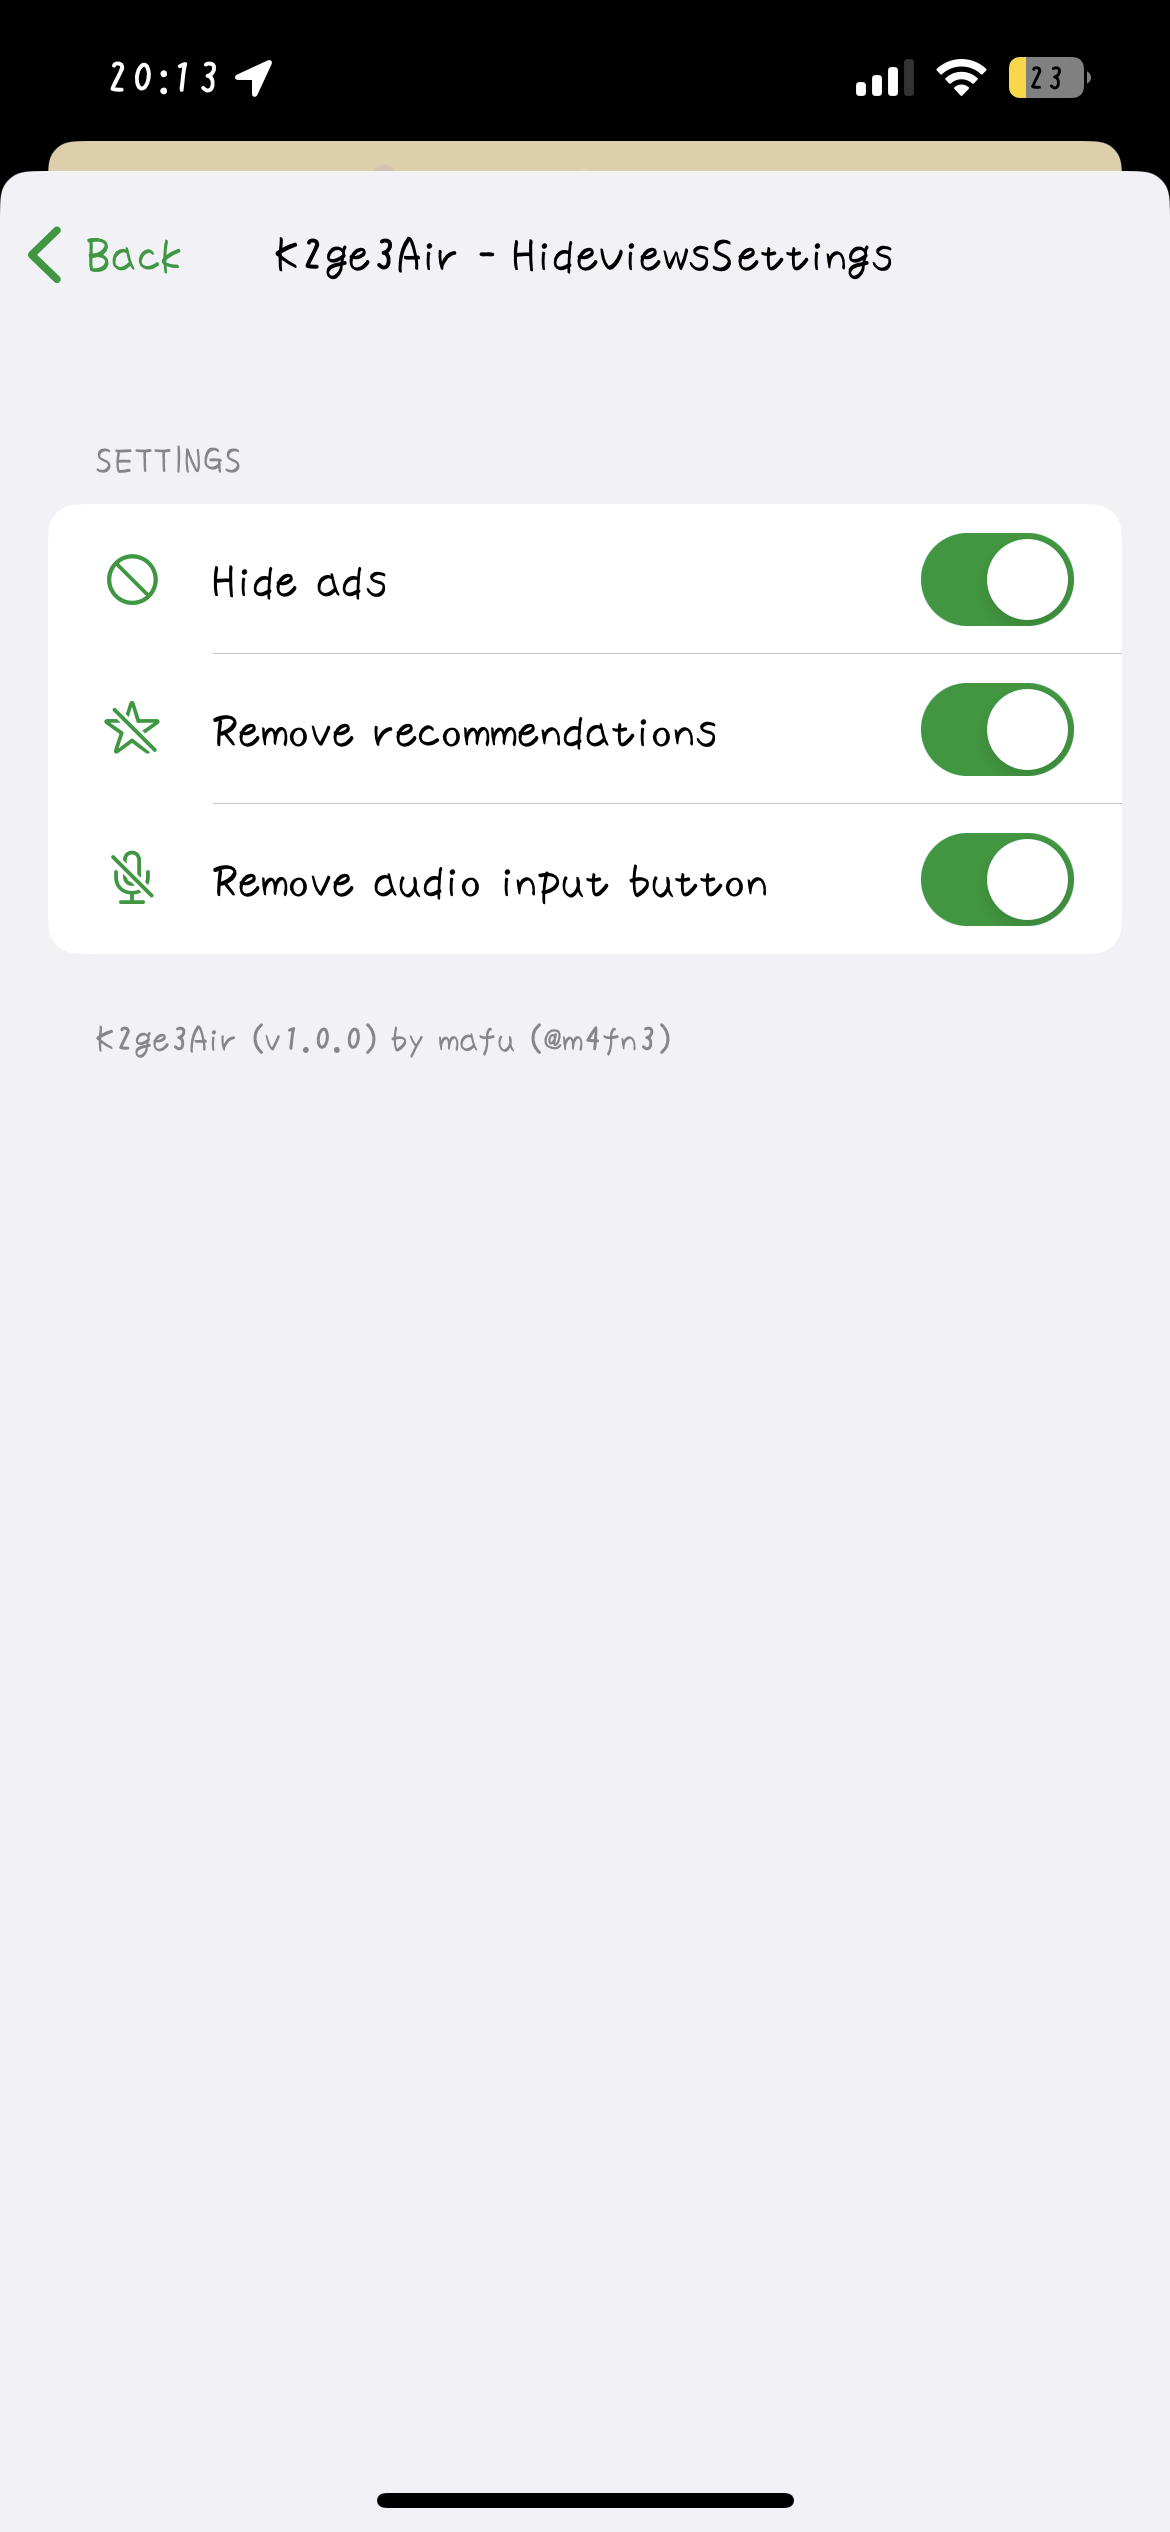 20:13
23
Back
K2ge3Air - HideviewsSettings
SETTINGS
Hide ads
Remove recommendations
Remove audio input button
K2ge3Air (v1.0.0) by mafu (@m4fn3)